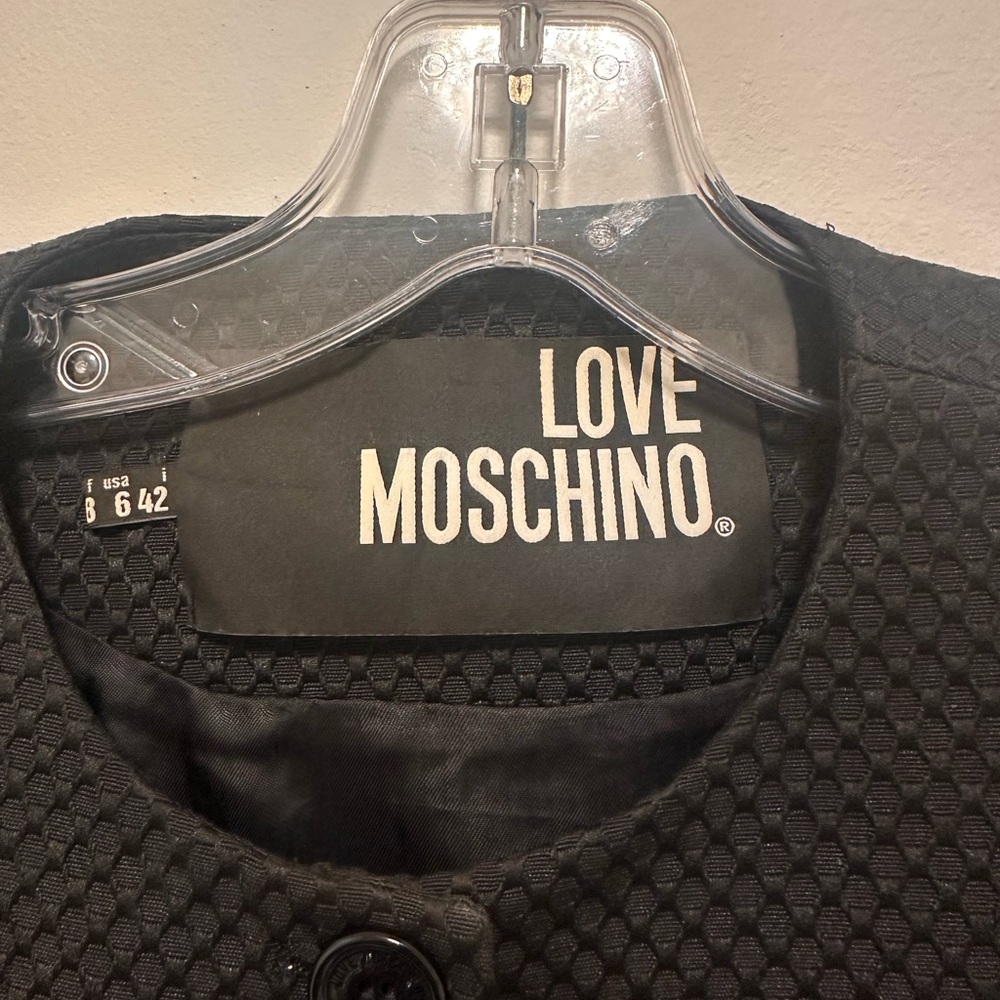 LOVE
MOSCHINO®
f usa i
8 6 42